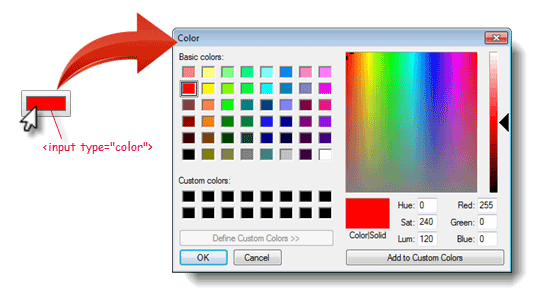 Color
Basic colors:
<input type="color">
Custom colors:
Define Custom Colors >>
OK
Cancel
Color|Solid
Hue: 0
Red: 255
Sat: 240
Green: 0
Lum: 120
Blue: 0
Add to Custom Colors